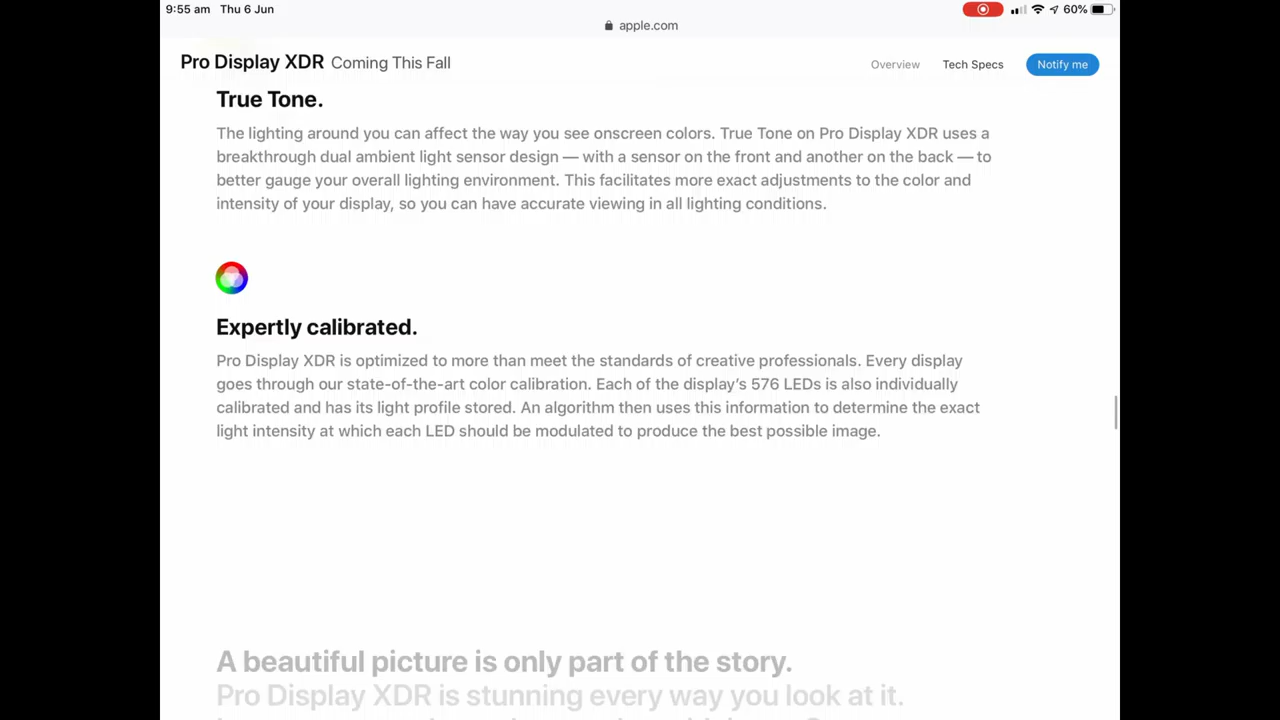 9:55 am Thu 6 Jun 60%
apple.com
Pro Display XDR Coming This Fall Overview Tech Specs Notify me
True Tone.
The lighting around you can affect the way you see onscreen colors. True Tone on Pro Display XDR uses a
breakthrough dual ambient light sensor design — with a sensor on the front and another on the back — to
better gauge your overall lighting environment. This facilitates more exact adjustments to the color and
intensity of your display, so you can have accurate viewing in all lighting conditions.
Expertly calibrated.
Pro Display XDR is optimized to more than meet the standards of creative professionals. Every display
goes through our state-of-the-art color calibration. Each of the display’s 576 LEDs is also individually
calibrated and has its light profile stored. An algorithm then uses this information to determine the exact
light intensity at which each LED should be modulated to produce the best possible image.
A beautiful picture is only part of the story.
Pro Display XDR is stunning every way you look at it.